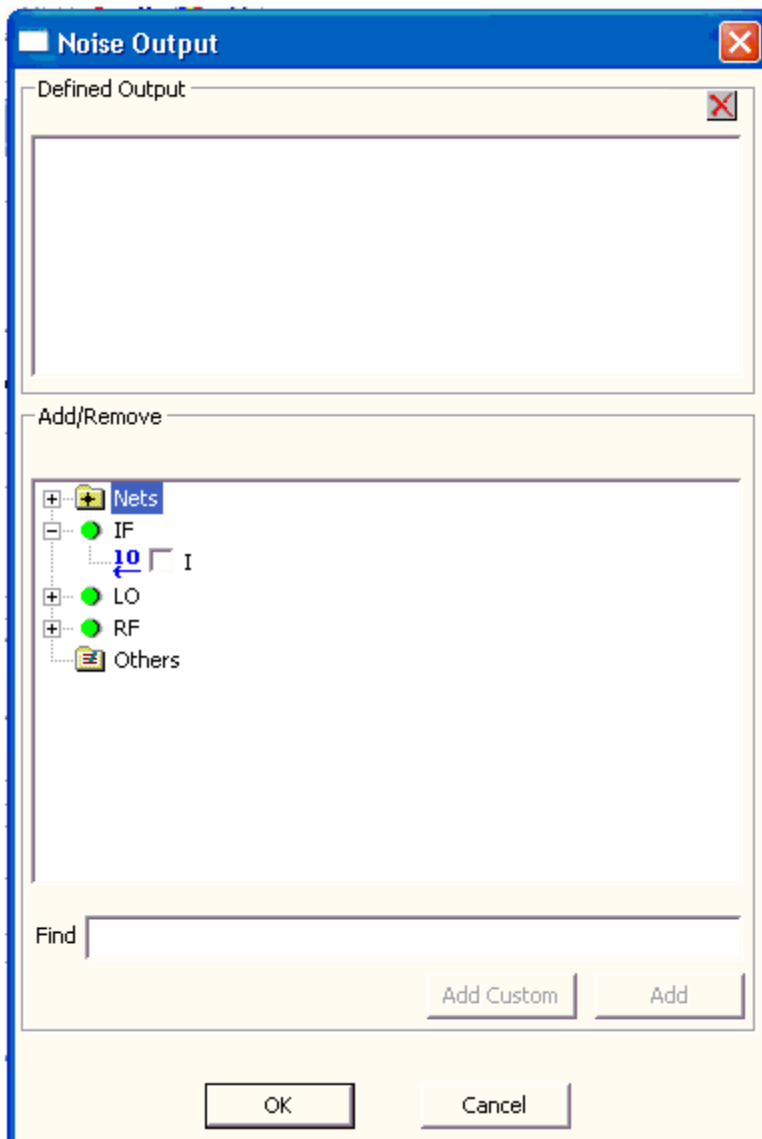 Noise Output
Defined Output
Add/Remove
Nets
IF
10 I
LO
RF
Others
Find
Add Custom Add
OK Cancel